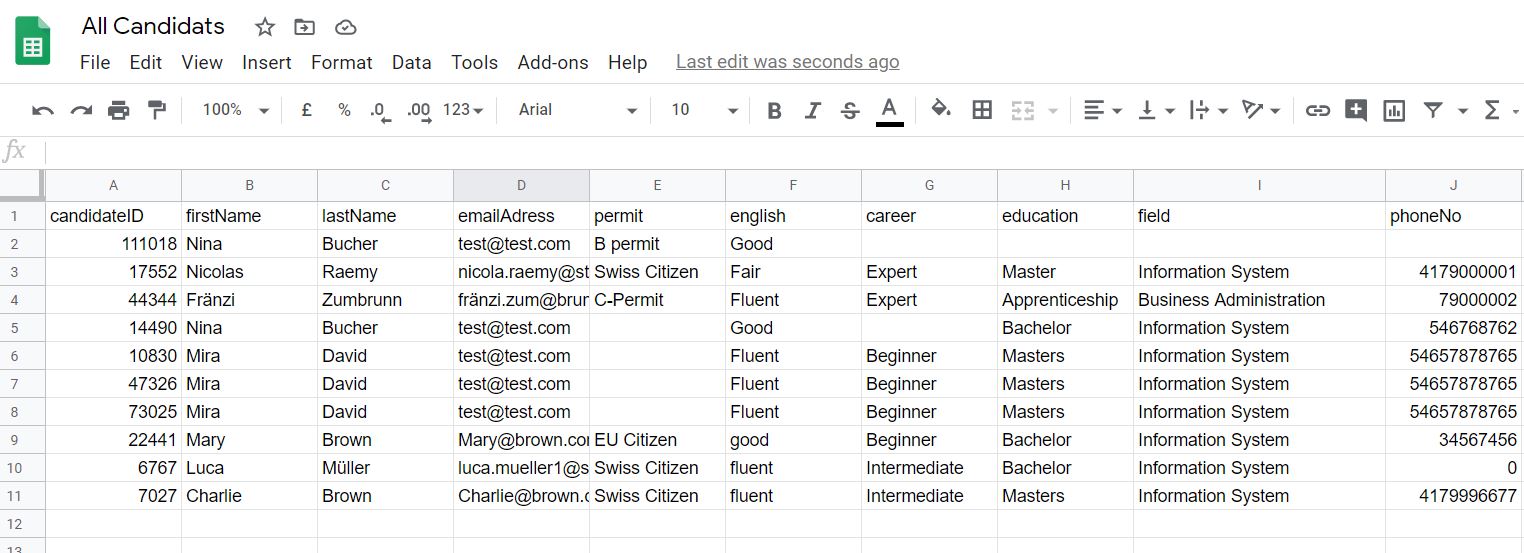 All Candidats
File Edit View Insert Format Data Tools Add-ons Help Last edit was seconds ago
100% £ % .0 .00 123 Arial 10 B I S A Σ
fx
A B C D E F G H I J
1 candidateID firstName lastName emailAdress permit english career education field phoneNo
2 111018 Nina Bucher test@test.com B permit Good
3 17552 Nicolas Raemy nicola.raemy@st Swiss Citizen Fair Expert Master Information System 4179000001
4 44344 Fränzi Zumbrunn fränzi.zum@brur C-Permit Fluent Expert Apprenticeship Business Administration 79000002
5 14490 Nina Bucher test@test.com Good Bachelor Information System 546768762
6 10830 Mira David test@test.com Fluent Beginner Masters Information System 54657878765
7 47326 Mira David test@test.com Fluent Beginner Masters Information System 54657878765
8 73025 Mira David test@test.com Fluent Beginner Masters Information System 54657878765
9 22441 Mary Brown Mary@brown.co EU Citizen good Beginner Bachelor Information System 34567456
10 6767 Luca Müller luca.mueller1@s Swiss Citizen fluent Intermediate Bachelor Information System 0
11 7027 Charlie Brown Charlie@brown.c Swiss Citizen fluent Intermediate Masters Information System 4179996677
12
13